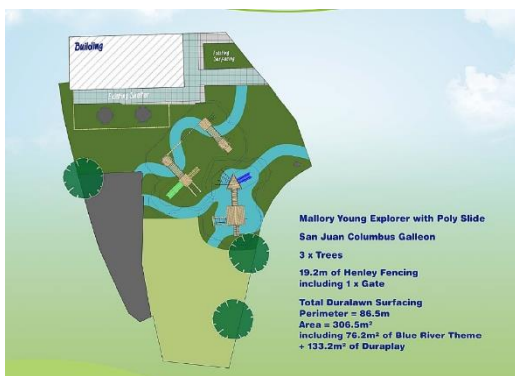 Building
Existing
Surfacing
Mallory Young Explorer with Poly Slide
San Juan Columbus Galleon
3 x Trees
19.2m of Henley Fencing
including 1 x Gate
Total Duralawn Surfacing
Perimeter = 86.5m
Area = 306.5m²
including 76.2m² of Blue River Theme
+ 133.2m² of Duraplay